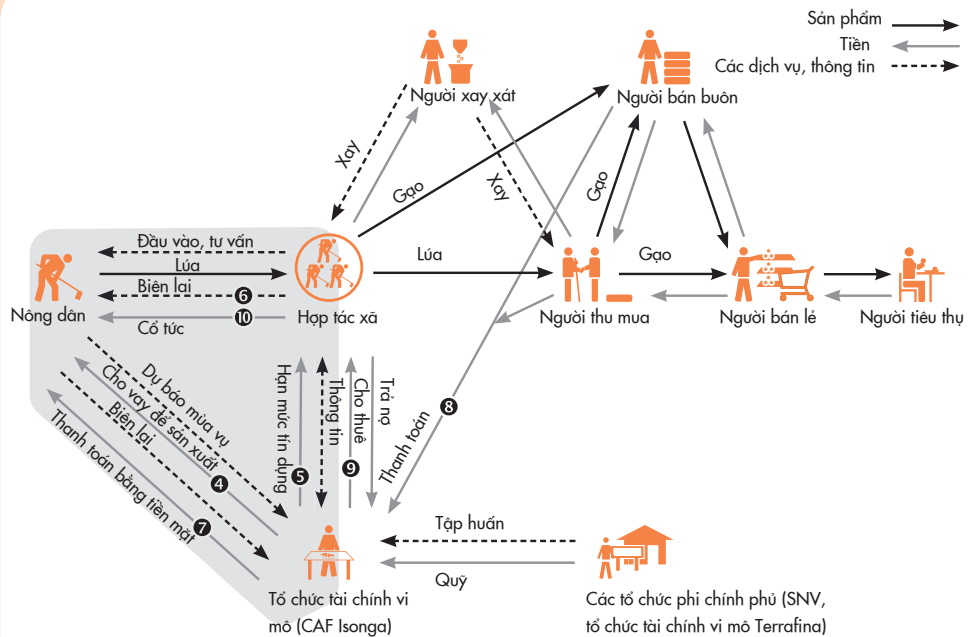 Sản phẩm
Tiền
Các dịch vụ, thông tin
Người xay xát
Người bán buôn
Xay
Gạo
Xay
Gạo
Đầu vào, tư vấn
Lúa
Biên lai
6
10
Cổ tức
Nông dân
Hợp tác xã
Lúa
Gạo
Người thu mua
Người bán lẻ
Người tiêu thụ
Dự báo mùa vụ
Cho vay để sản xuất
4
Biên lai
Thanh toán bằng tiền mặt
7
Hạn mức tín dụng
5
Thông tin
Cho thuê
9
Trả nợ
Thanh toán
8
Tập huấn
Quỹ
Tổ chức tài chính vi
mô (CAF Isonga)
Các tổ chức phi chính phủ (SNV,
tổ chức tài chính vi mô Terrafina)